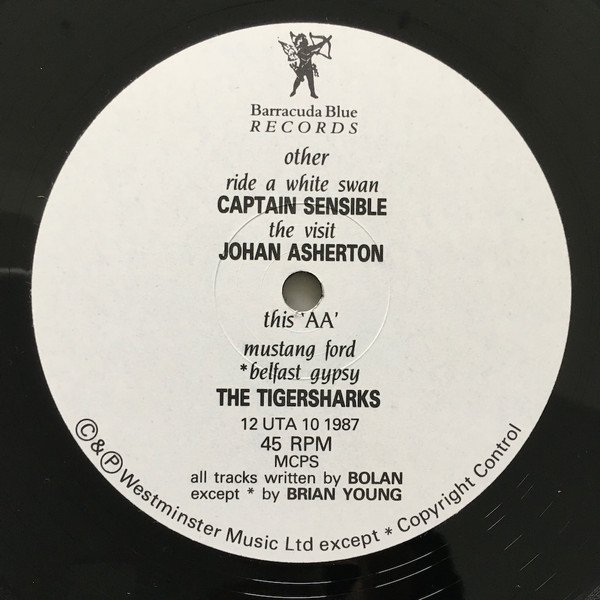 Barracuda Blue
RECORDS
other
ride a white swan
CAPTAIN SENSIBLE
the visit
JOHAN ASHERTON
this 'AA'
mustang ford
*belfast gypsy
THE TIGERSHARKS
12 UTA 10 1987
45 RPM
MCPS
all tracks written by BOLAN
except * by BRIAN YOUNG
©&℗ Westminster Music Ltd except * Copyright Control